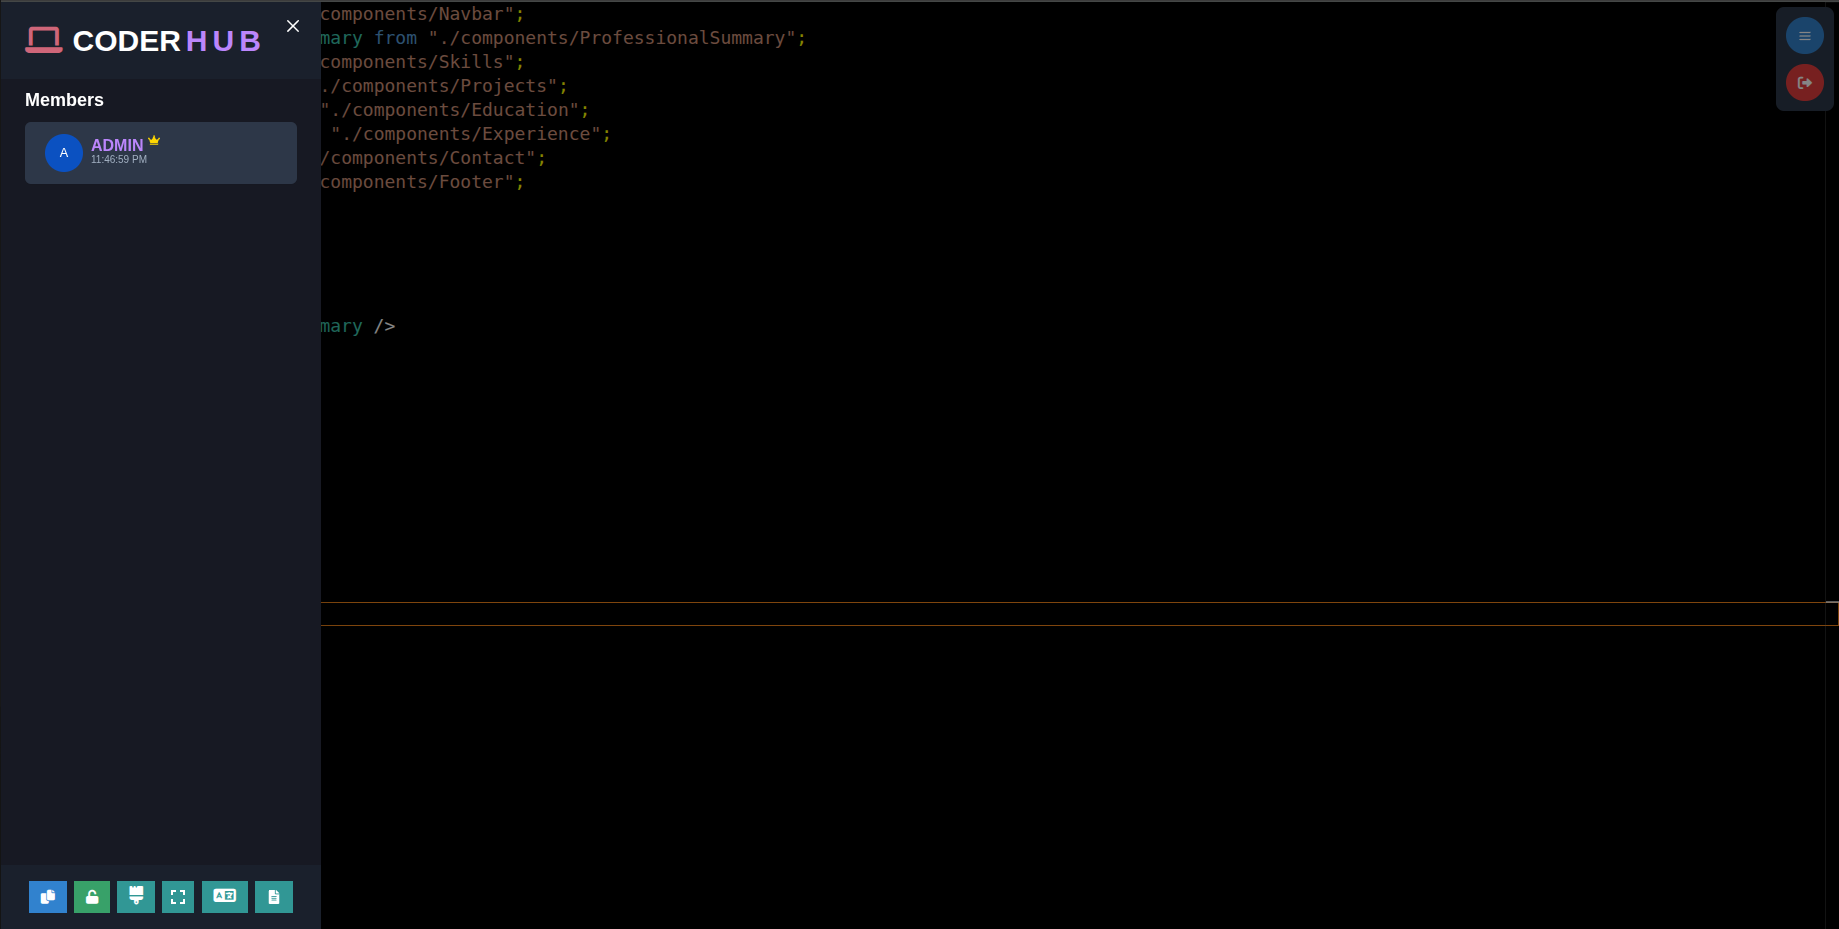 CODER HUB
Members
A
ADMIN
11:46:59 PM
components/Navbar";
mary from "./components/ProfessionalSummary";
components/Skills";
./components/Projects";
"./components/Education";
"./components/Experience";
/components/Contact";
components/Footer";
mary />